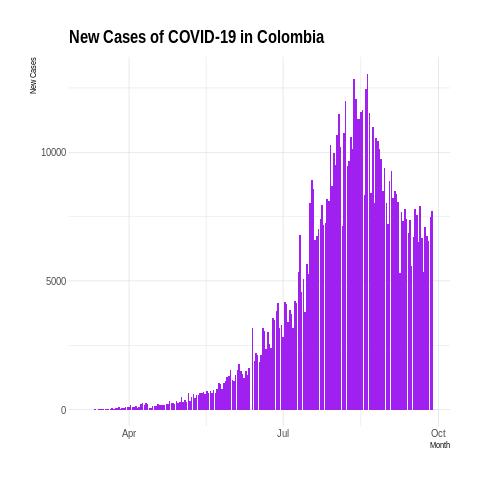 New Cases of COVID-19 in Colombia
New Cases
10000
5000
0
Apr
Jul
Oct
Month